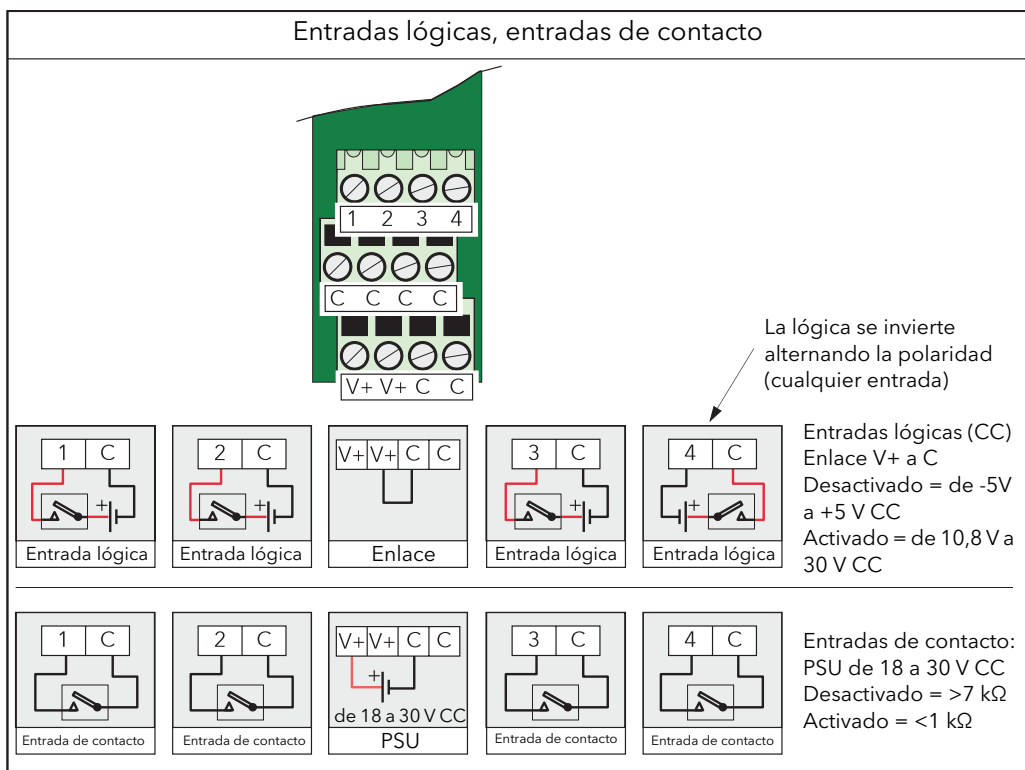 Entradas lógicas, entradas de contacto
1 2 3 4
C C C C
V+ V+ C C
La lógica se invierte
alternando la polaridad
(cualquier entrada)
1 C
+
Entrada lógica
2 C
+
Entrada lógica
V+ V+ C C
Enlace
3 C
+
Entrada lógica
4 C
+
Entrada lógica
Entradas lógicas (CC)
Enlace V+ a C
Desactivado = de -5V
a +5 V CC
Activado = de 10,8 V a
30 V CC
1 C
Entrada de contacto
2 C
Entrada de contacto
V+ V+ C C
+
de 18 a 30 V CC
PSU
3 C
Entrada de contacto
4 C
Entrada de contacto
Entradas de contacto:
PSU de 18 a 30 V CC
Desactivado = >7 kΩ
Activado = <1 kΩ